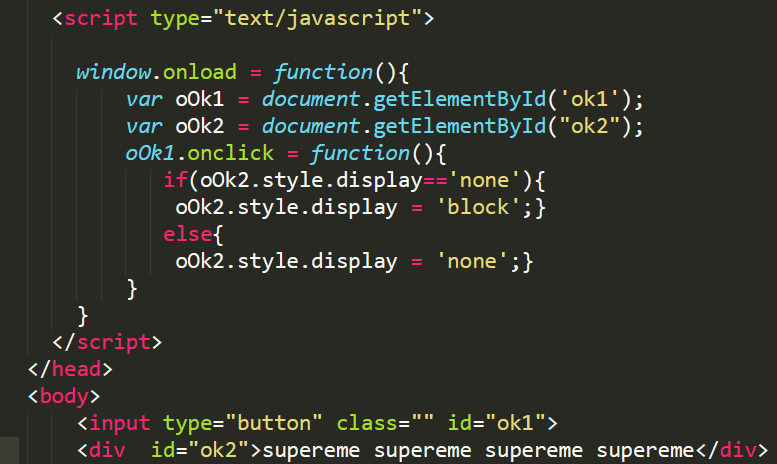 <script type="text/javascript">
window.onload = function(){
var oOk1 = document.getElementById('ok1');
var oOk2 = document.getElementById("ok2");
oOk1.onclick = function(){
if(oOk2.style.display=='none'){
oOk2.style.display = 'block';}
else{
oOk2.style.display = 'none';}
}
}
</script>
</head>
<body>
<input type="button" class="" id="ok1">
<div  id="ok2">supereme supereme supereme supereme</div>